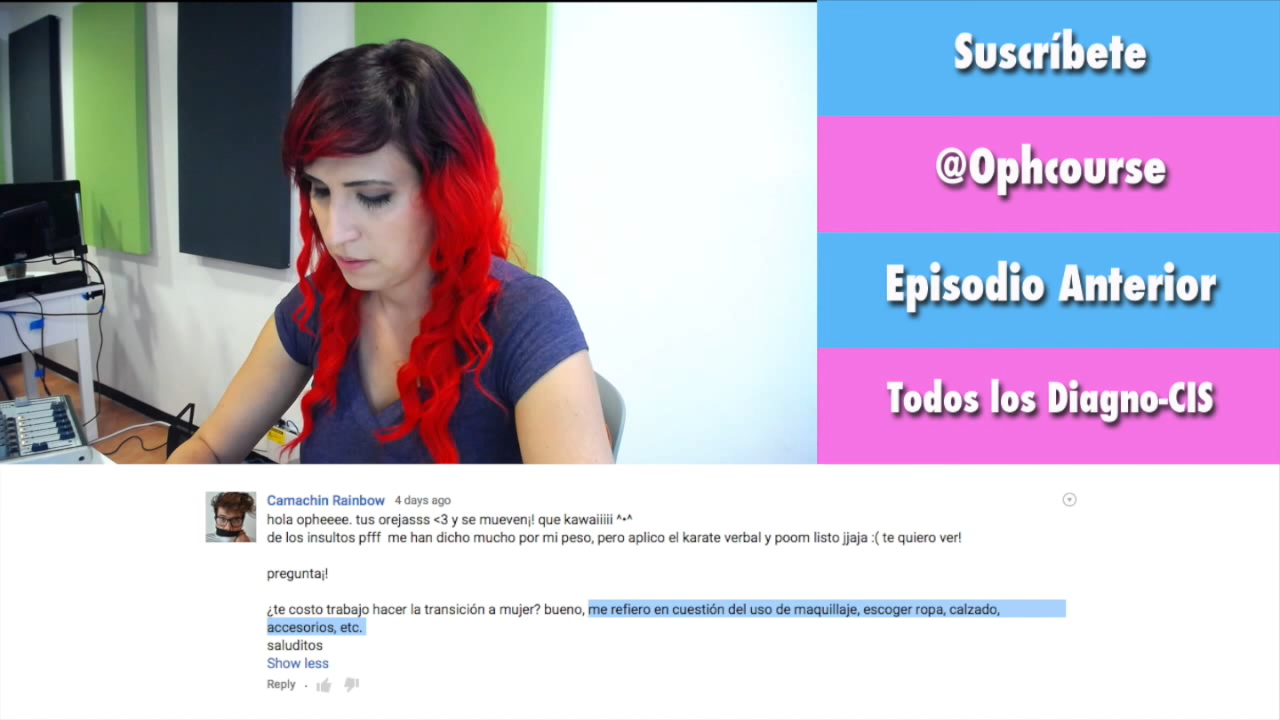 Suscríbete
@Ophcourse
Episodio Anterior
Todos los Diagno-CIS
Camachin Rainbow 4 days ago
hola opheeee. tus orejasss <3 y se mueven¡! que kawaiiiii ^•^
de los insultos pfff me han dicho mucho por mi peso, pero aplico el karate verbal y poom listo jjaja :( te quiero ver!
pregunta¡!
¿te costo trabajo hacer la transición a mujer? bueno, me refiero en cuestión del uso de maquillaje, escoger ropa, calzado,
accesorios, etc.
saluditos
Show less
Reply